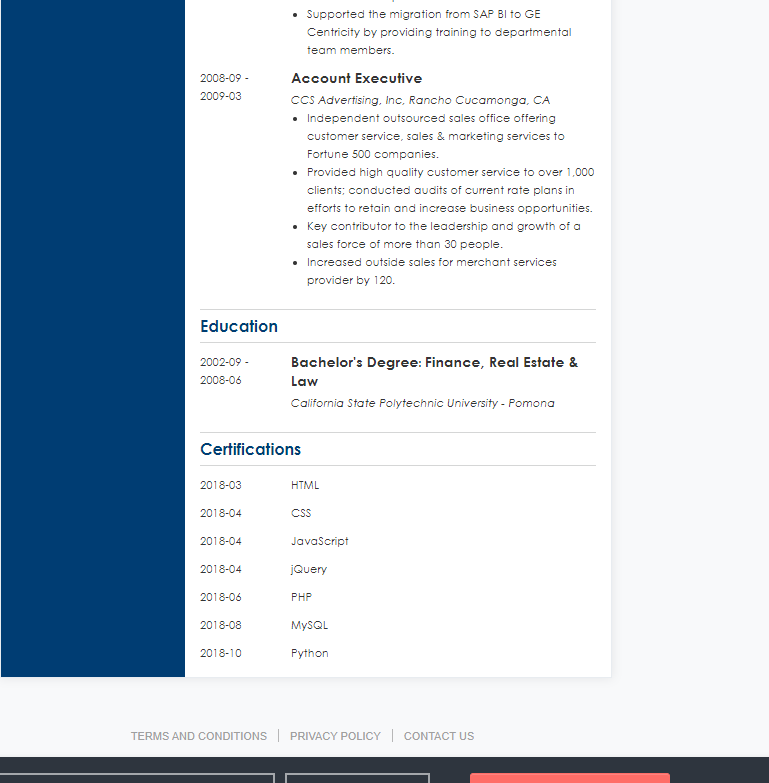 Supported the migration from SAP BI to GE
Centricity by providing training to departmental
team members.
2008-09 -
2009-03
Account Executive
CCS Advertising, Inc, Rancho Cucamonga, CA
Independent outsourced sales office offering
customer service, sales & marketing services to
Fortune 500 companies.
Provided high quality customer service to over 1,000
clients; conducted audits of current rate plans in
efforts to retain and increase business opportunities.
Key contributor to the leadership and growth of a
sales force of more than 30 people.
Increased outside sales for merchant services
provider by 120.
Education
2002-09 -
2008-06
Bachelor's Degree: Finance, Real Estate &
Law
California State Polytechnic University - Pomona
Certifications
2018-03 HTML
2018-04 CSS
2018-04 JavaScript
2018-04 jQuery
2018-06 PHP
2018-08 MySQL
2018-10 Python
TERMS AND CONDITIONS | PRIVACY POLICY | CONTACT US